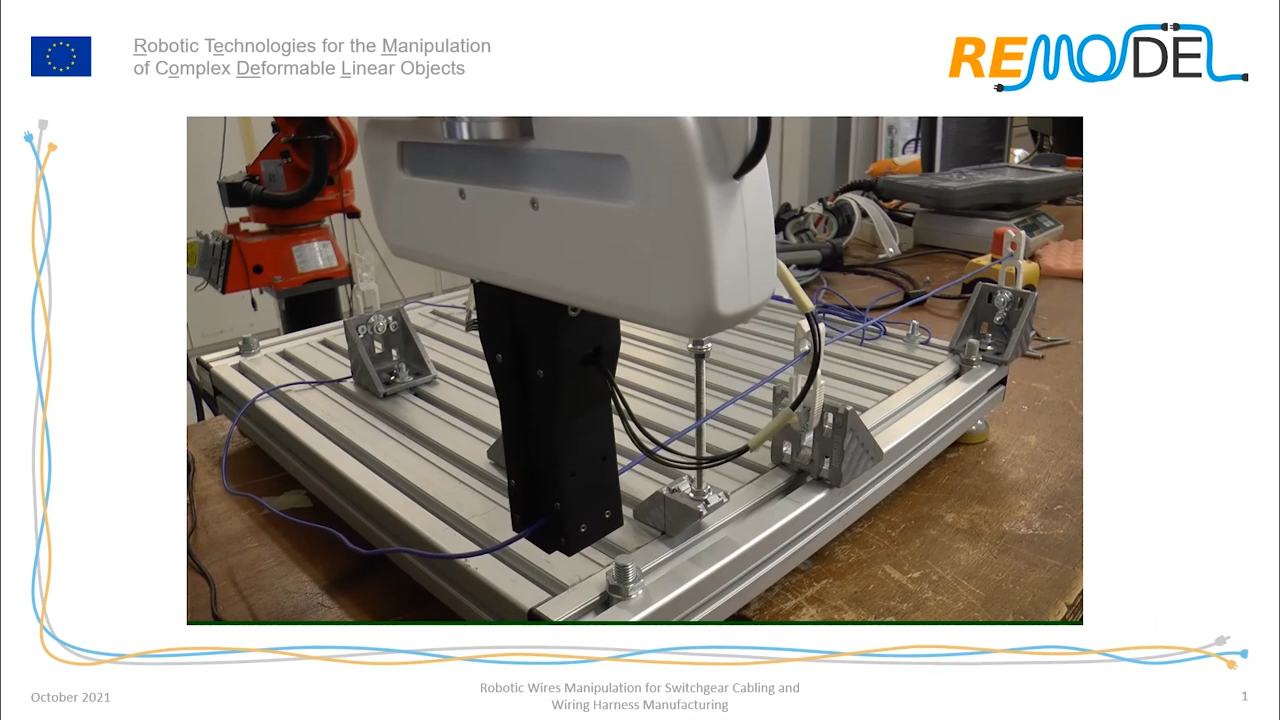 Robotic Technologies for the Manipulation
of Complex Deformable Linear Objects
REMODEL
October 2021
Robotic Wires Manipulation for Switchgear Cabling and
Wiring Harness Manufacturing
1